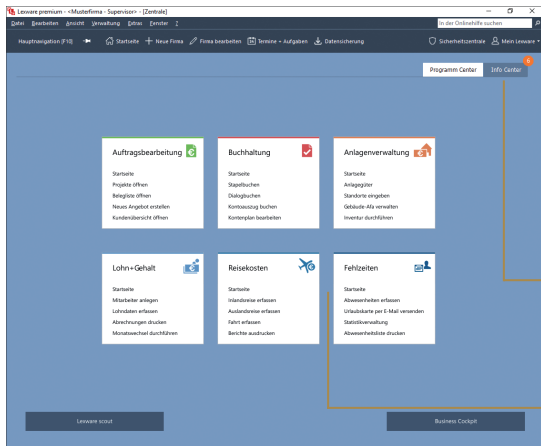 Lexware premium - <Musterfirma - Supervisor> - [Zentrale]
Datei Bearbeiten Ansicht Verwaltung Extras Fenster ?
In der Onlinehilfe suchen
Hauptnavigation [F10] Startseite Neue Firma Firma bearbeiten Termine + Aufgaben Datensicherung Sicherheitszentrale Mein Lexware
6
Programm Center Info Center
Auftragsbearbeitung
Startseite
Projekte öffnen
Belegliste öffnen
Neues Angebot erstellen
Kundenübersicht öffnen
Buchhaltung
Startseite
Stapelbuchen
Dialogbuchen
Kontoauszug buchen
Kontenplan bearbeiten
Anlagenverwaltung
Startseite
Anlagegüter
Standorte eingeben
Gebäude-Afa verwalten
Inventur durchführen
Lohn+Gehalt
Startseite
Mitarbeiter anlegen
Lohndaten erfassen
Abrechnungen drucken
Monatswechsel durchführen
Reisekosten
Startseite
Inlandsreise erfassen
Auslandsreise erfassen
Fahrt erfassen
Berichte ausdrucken
Fehlzeiten
Startseite
Abwesenheiten erfassen
Urlaubskarte per E-Mail versenden
Statistikverwaltung
Abwesenheitsliste drucken
Lexware scout
Business Cockpit